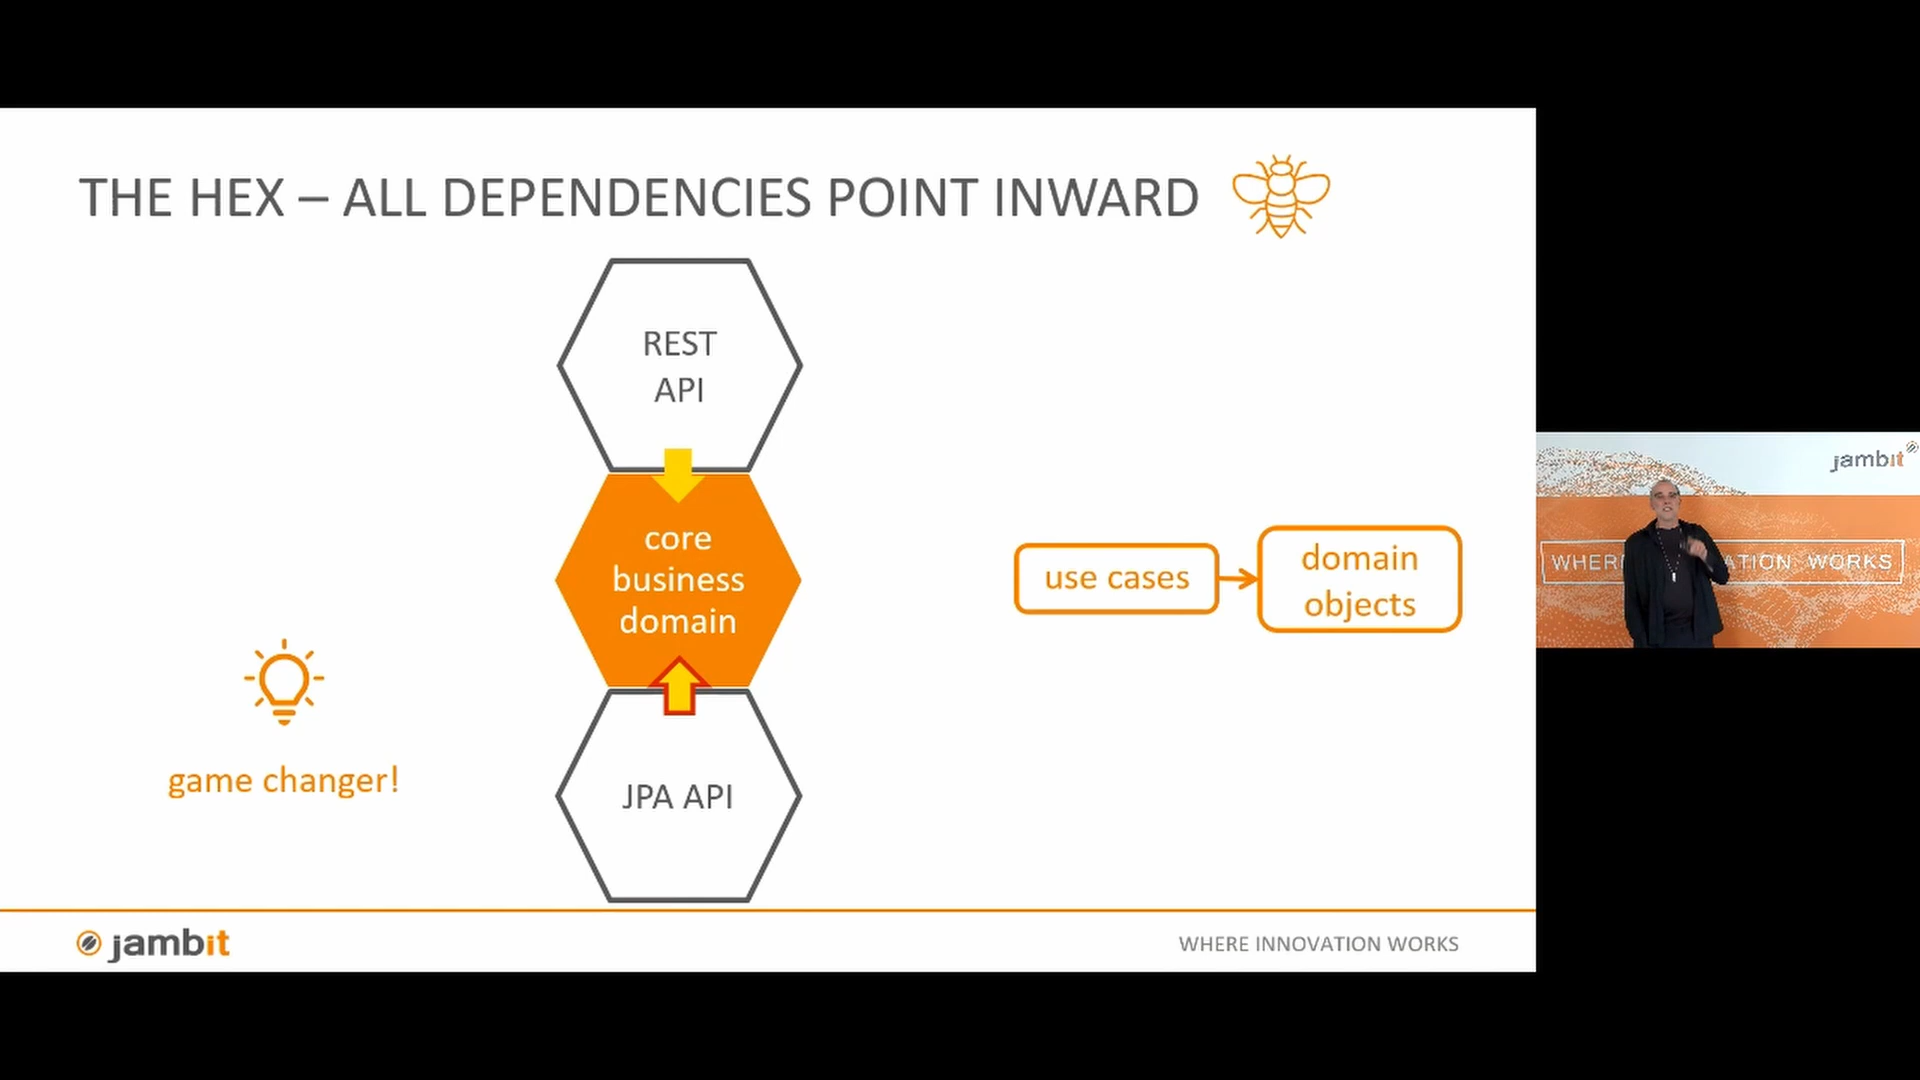 THE HEX – ALL DEPENDENCIES POINT INWARD
REST
API
core
business
domain
JPA API
game changer!
use cases
domain
objects
jambit
WHERE INNOVATION WORKS
jambit
WHER ATION WORKS